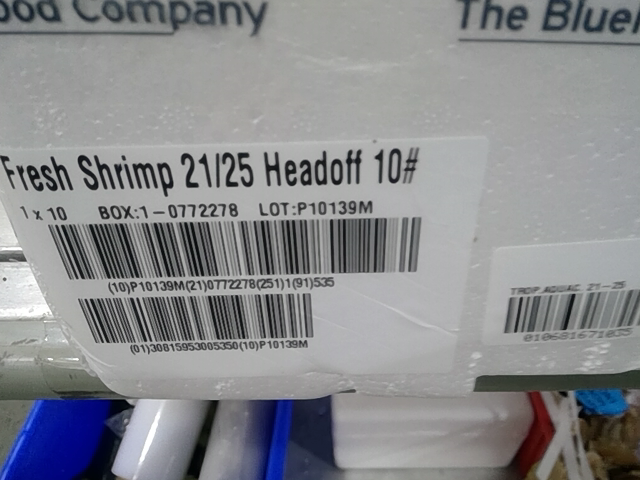 ood Company
The Blue
Fresh Shrimp 21/25 Headoff 10#
1 x 10 BOX:1-0772278 LOT:P10139M
(10)P10139M(21)0772278(251)1(91)535
(01)30815953005350(10)P10139M
TROP.AQUAC. 21-25
010681671035